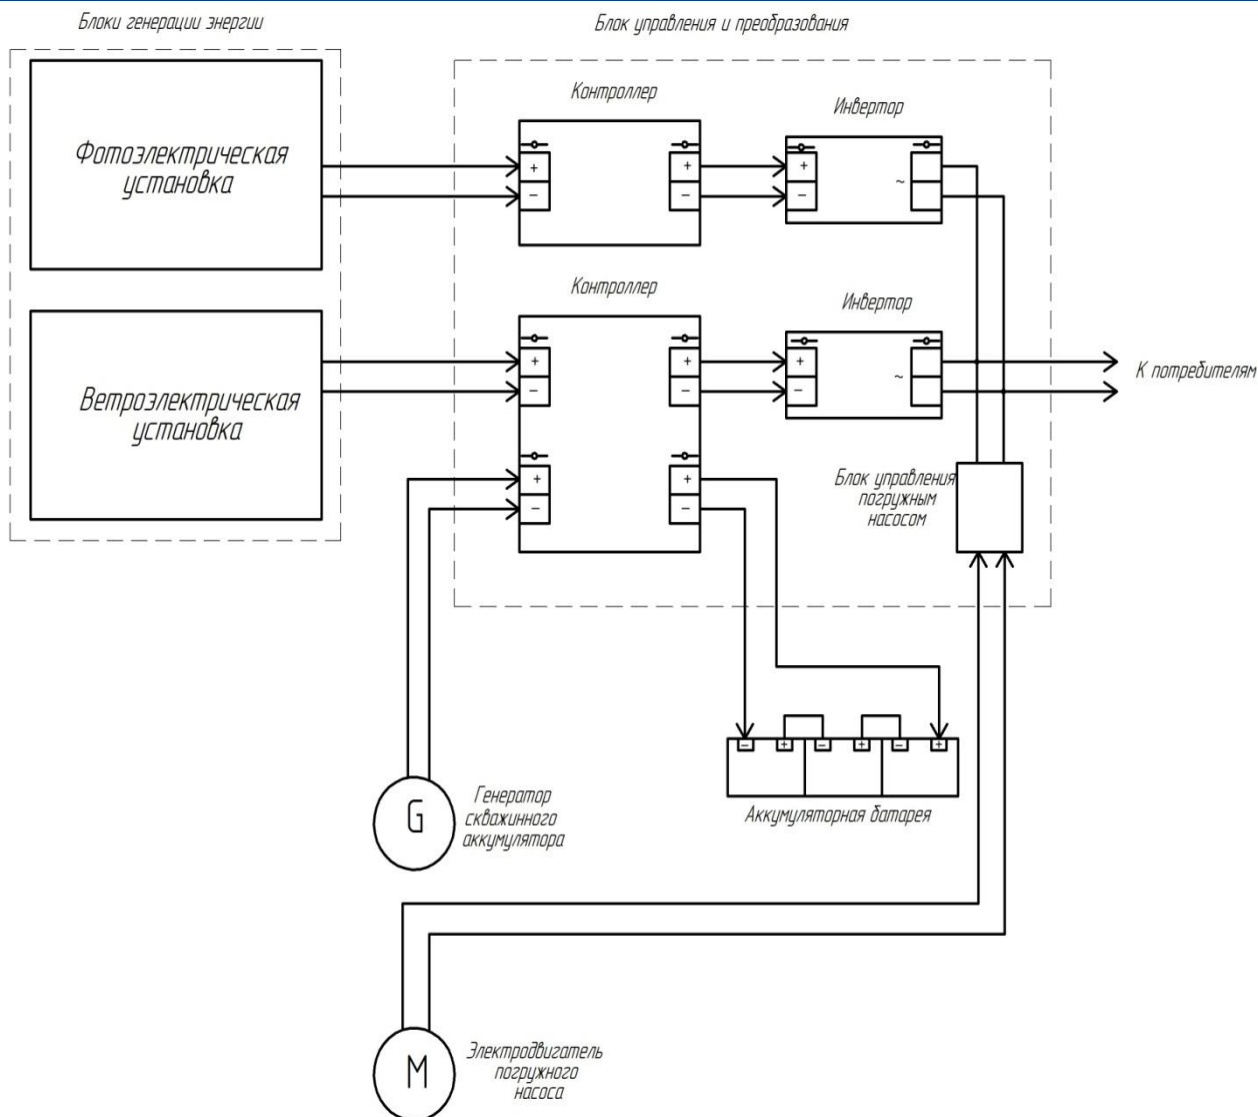 Блоки генерации энергии
Блок управления и преобразования
Фотоэлектрическая
установка
Контроллер
+
−
+
−
Инвертор
+
−
~
Ветроэлектрическая
установка
Контроллер
+
−
+
−
+
−
+
−
Инвертор
+
−
~
К потребителям
Блок управления
погружным
насосом
− + − + − +
Аккумуляторная батарея
G
Генератор
скважинного
аккумулятора
M
Электродвигатель
погружного
насоса